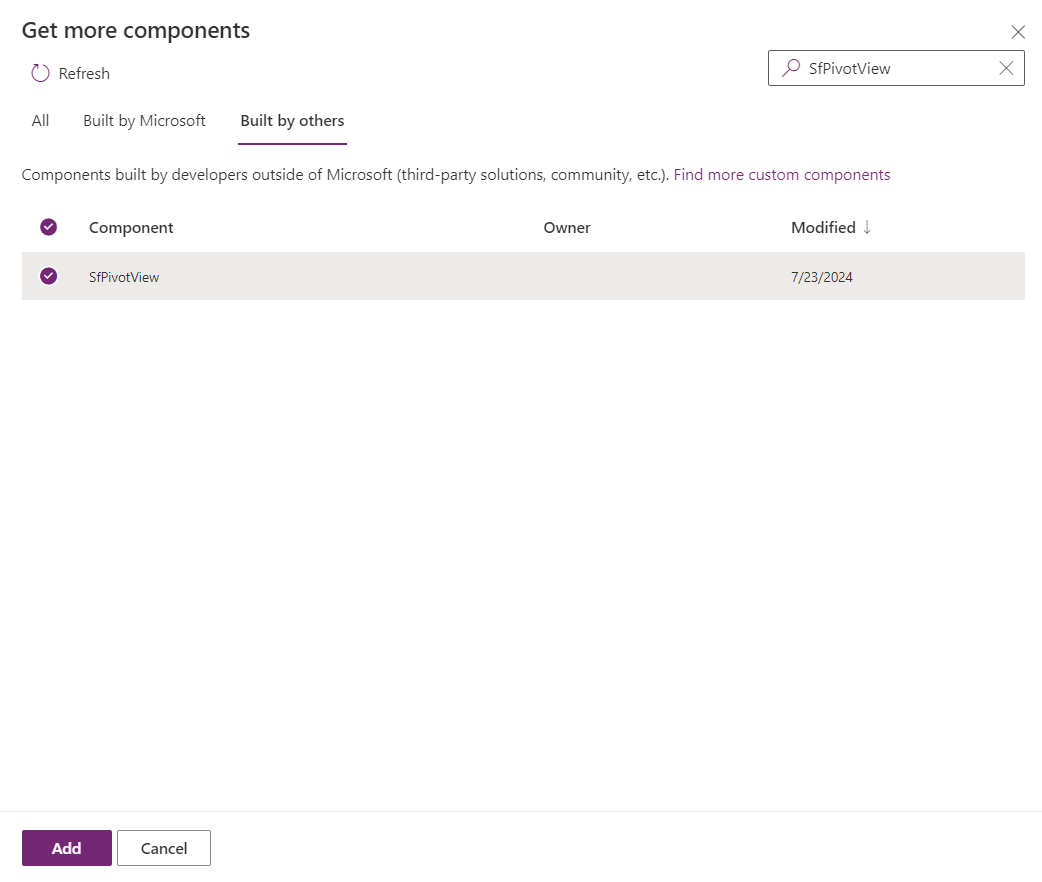 Get more components
Refresh
SfPivotView
All Built by Microsoft Built by others
Components built by developers outside of Microsoft (third-party solutions, community, etc.). Find more custom components
Component Owner Modified ↓
SfPivotView 7/23/2024
Add Cancel